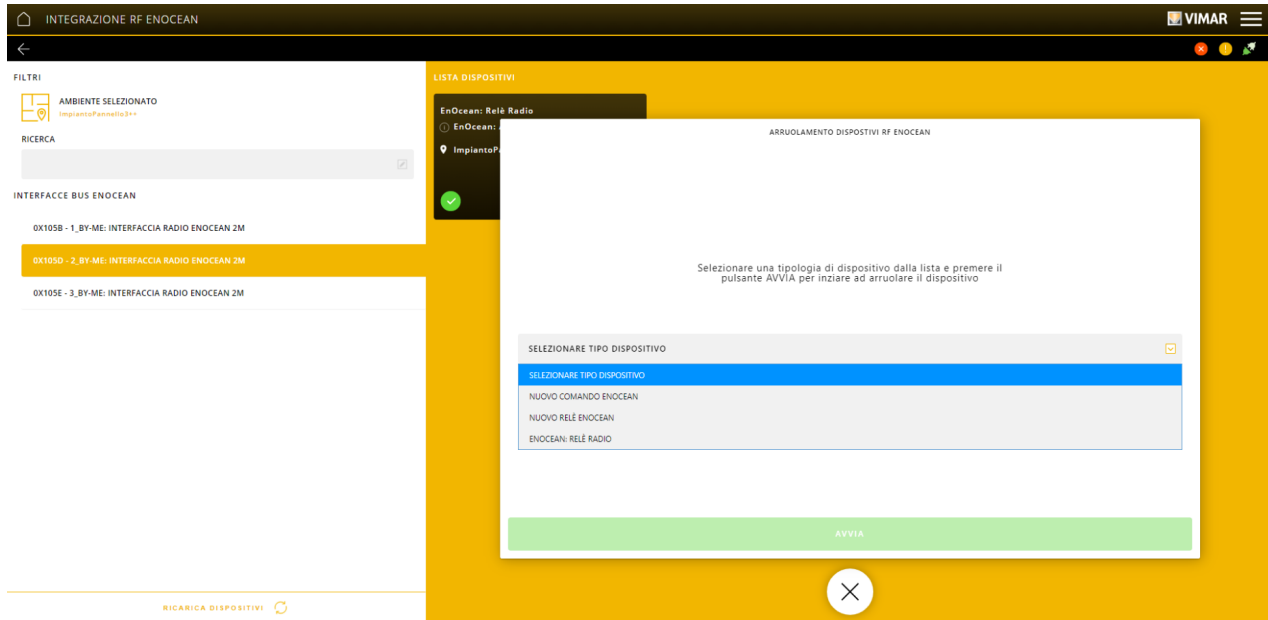 INTEGRAZIONE RF ENOCEAN
VIMAR
FILTRI
AMBIENTE SELEZIONATO
ImpiantoPannello3++
RICERCA
INTERFACCE BUS ENOCEAN
0X105B - 1_BY-ME: INTERFACCIA RADIO ENOCEAN 2M
0X105D - 2_BY-ME: INTERFACCIA RADIO ENOCEAN 2M
0X105E - 3_BY-ME: INTERFACCIA RADIO ENOCEAN 2M
RICARICA DISPOSITIVI
LISTA DISPOSITIVI
EnOcean: Relè Radio
EnOcean:
ImpiantoP
ARRUOLAMENTO DISPOSTIVI RF ENOCEAN
Selezionare una tipologia di dispositivo dalla lista e premere il
pulsante AVVIA per inziare ad arruolare il dispositivo
SELEZIONARE TIPO DISPOSITIVO
SELEZIONARE TIPO DISPOSITIVO
NUOVO COMANDO ENOCEAN
NUOVO RELÈ ENOCEAN
ENOCEAN: RELÈ RADIO
AVVIA